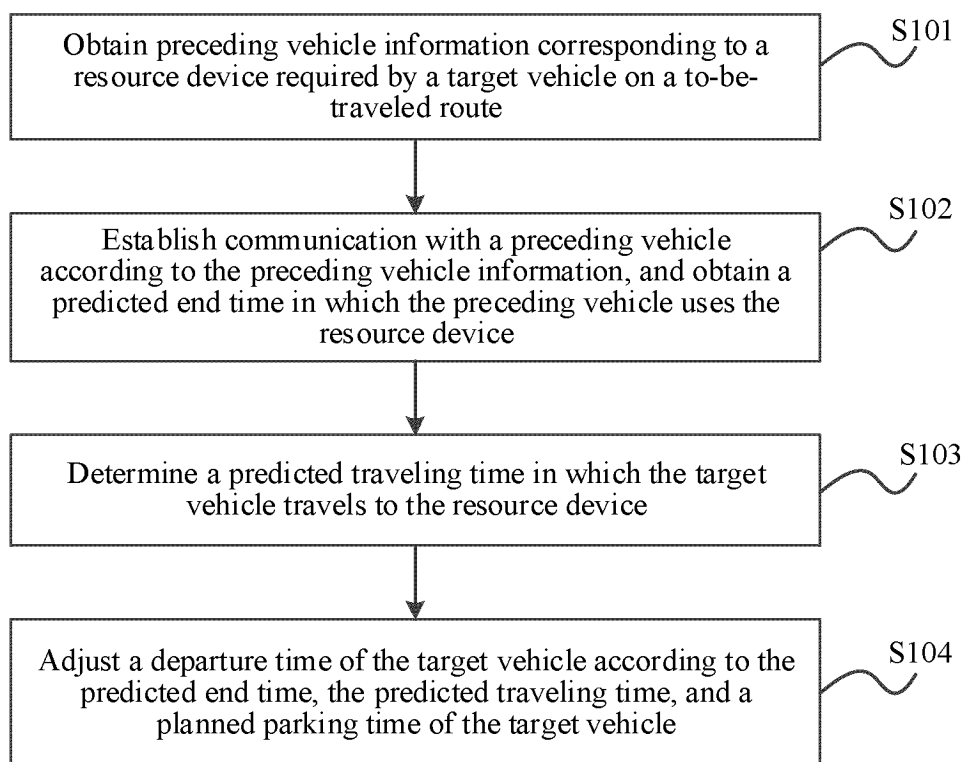 Obtain preceding vehicle information corresponding to a
resource device required by a target vehicle on a to-be-
traveled route
S101
Establish communication with a preceding vehicle
according to the preceding vehicle information, and obtain a
predicted end time in which the preceding vehicle uses the
resource device
S102
Determine a predicted traveling time in which the target
vehicle travels to the resource device
S103
Adjust a departure time of the target vehicle according to the
predicted end time, the predicted traveling time, and a
planned parking time of the target vehicle
S104